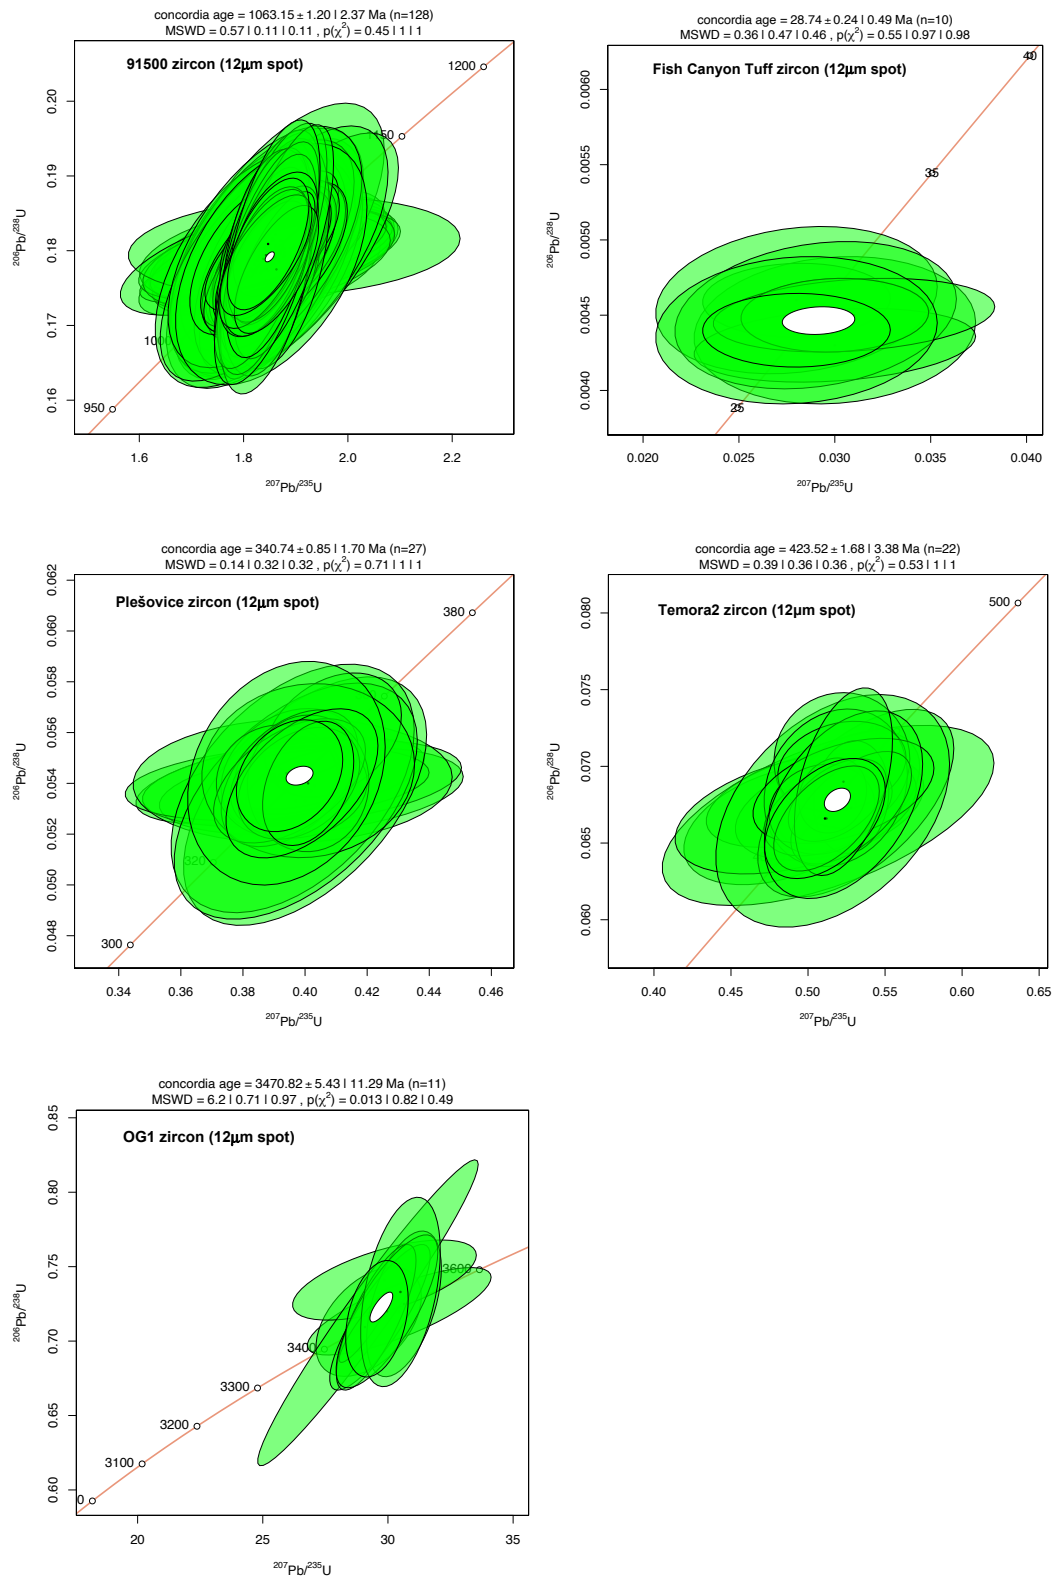 concordia age = 1063.15 ± 1.20 | 2.37 Ma (n=128)
MSWD = 0.57 | 0.11 | 0.11 , p(χ²) = 0.45 | 1 | 1
91500 zircon (12μm spot)
1200
1000
950
0.20
0.19
0.18
0.17
0.16
²⁰⁶Pb/²³⁸U
1.6 1.8 2.0 2.2
²⁰⁷Pb/²³⁵U
concordia age = 28.74 ± 0.24 | 0.49 Ma (n=10)
MSWD = 0.36 | 0.47 | 0.46 , p(χ²) = 0.55 | 0.97 | 0.98
Fish Canyon Tuff zircon (12μm spot)
40
35
25
0.0060
0.0055
0.0050
0.0045
0.0040
²⁰⁶Pb/²³⁸U
0.020 0.025 0.030 0.035 0.040
²⁰⁷Pb/²³⁵U
concordia age = 340.74 ± 0.85 | 1.70 Ma (n=27)
MSWD = 0.14 | 0.32 | 0.32 , p(χ²) = 0.71 | 1 | 1
Plešovice zircon (12μm spot)
380
320
300
0.062
0.060
0.058
0.056
0.054
0.052
0.050
0.048
²⁰⁶Pb/²³⁸U
0.34 0.36 0.38 0.40 0.42 0.44 0.46
²⁰⁷Pb/²³⁵U
concordia age = 423.52 ± 1.68 | 3.38 Ma (n=22)
MSWD = 0.39 | 0.36 | 0.36 , p(χ²) = 0.53 | 1 | 1
Temora2 zircon (12μm spot)
500
0.080
0.075
0.070
0.065
0.060
²⁰⁶Pb/²³⁸U
0.40 0.45 0.50 0.55 0.60 0.65
²⁰⁷Pb/²³⁵U
concordia age = 3470.82 ± 5.43 | 11.29 Ma (n=11)
MSWD = 6.2 | 0.71 | 0.97 , p(χ²) = 0.013 | 0.82 | 0.49
OG1 zircon (12μm spot)
3600
3400
3300
3200
3100
0
0.85
0.80
0.75
0.70
0.65
0.60
²⁰⁶Pb/²³⁸U
20 25 30 35
²⁰⁷Pb/²³⁵U